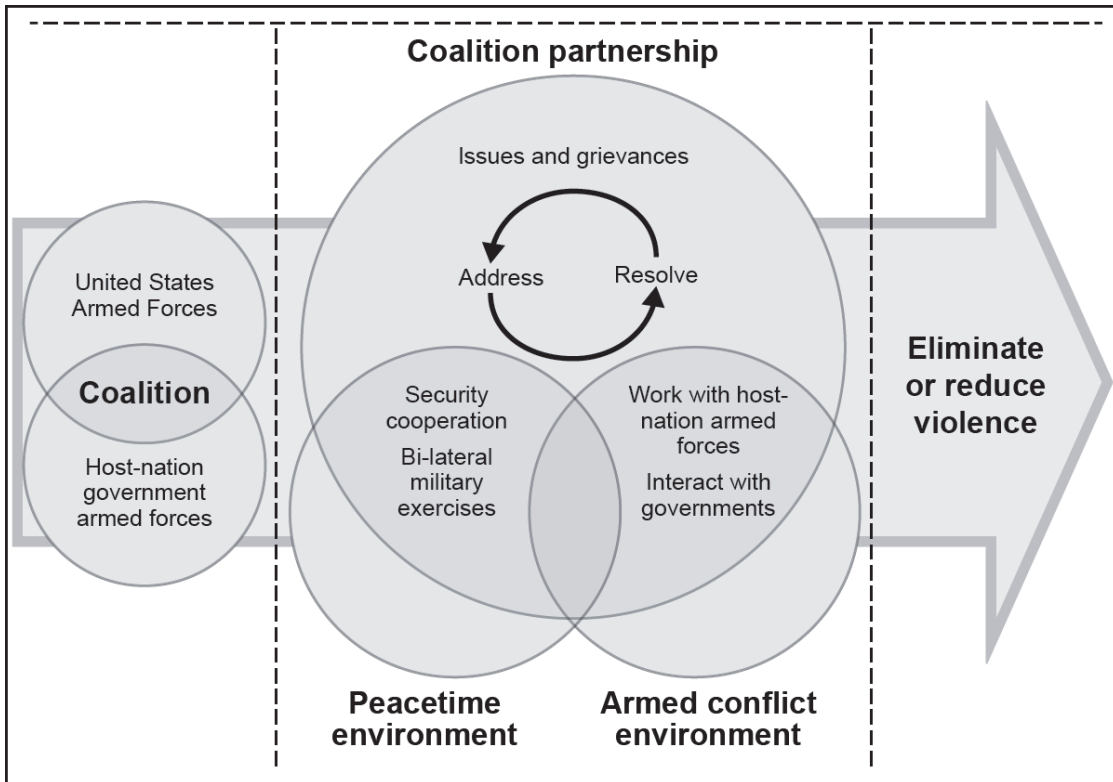 Coalition partnership
Issues and grievances
Address
Resolve
United States
Armed Forces
Coalition
Host-nation
government
armed forces
Security
cooperation
Bi-lateral
military
exercises
Work with host-
nation armed
forces
Interact with
governments
Eliminate
or reduce
violence
Peacetime
environment
Armed conflict
environment